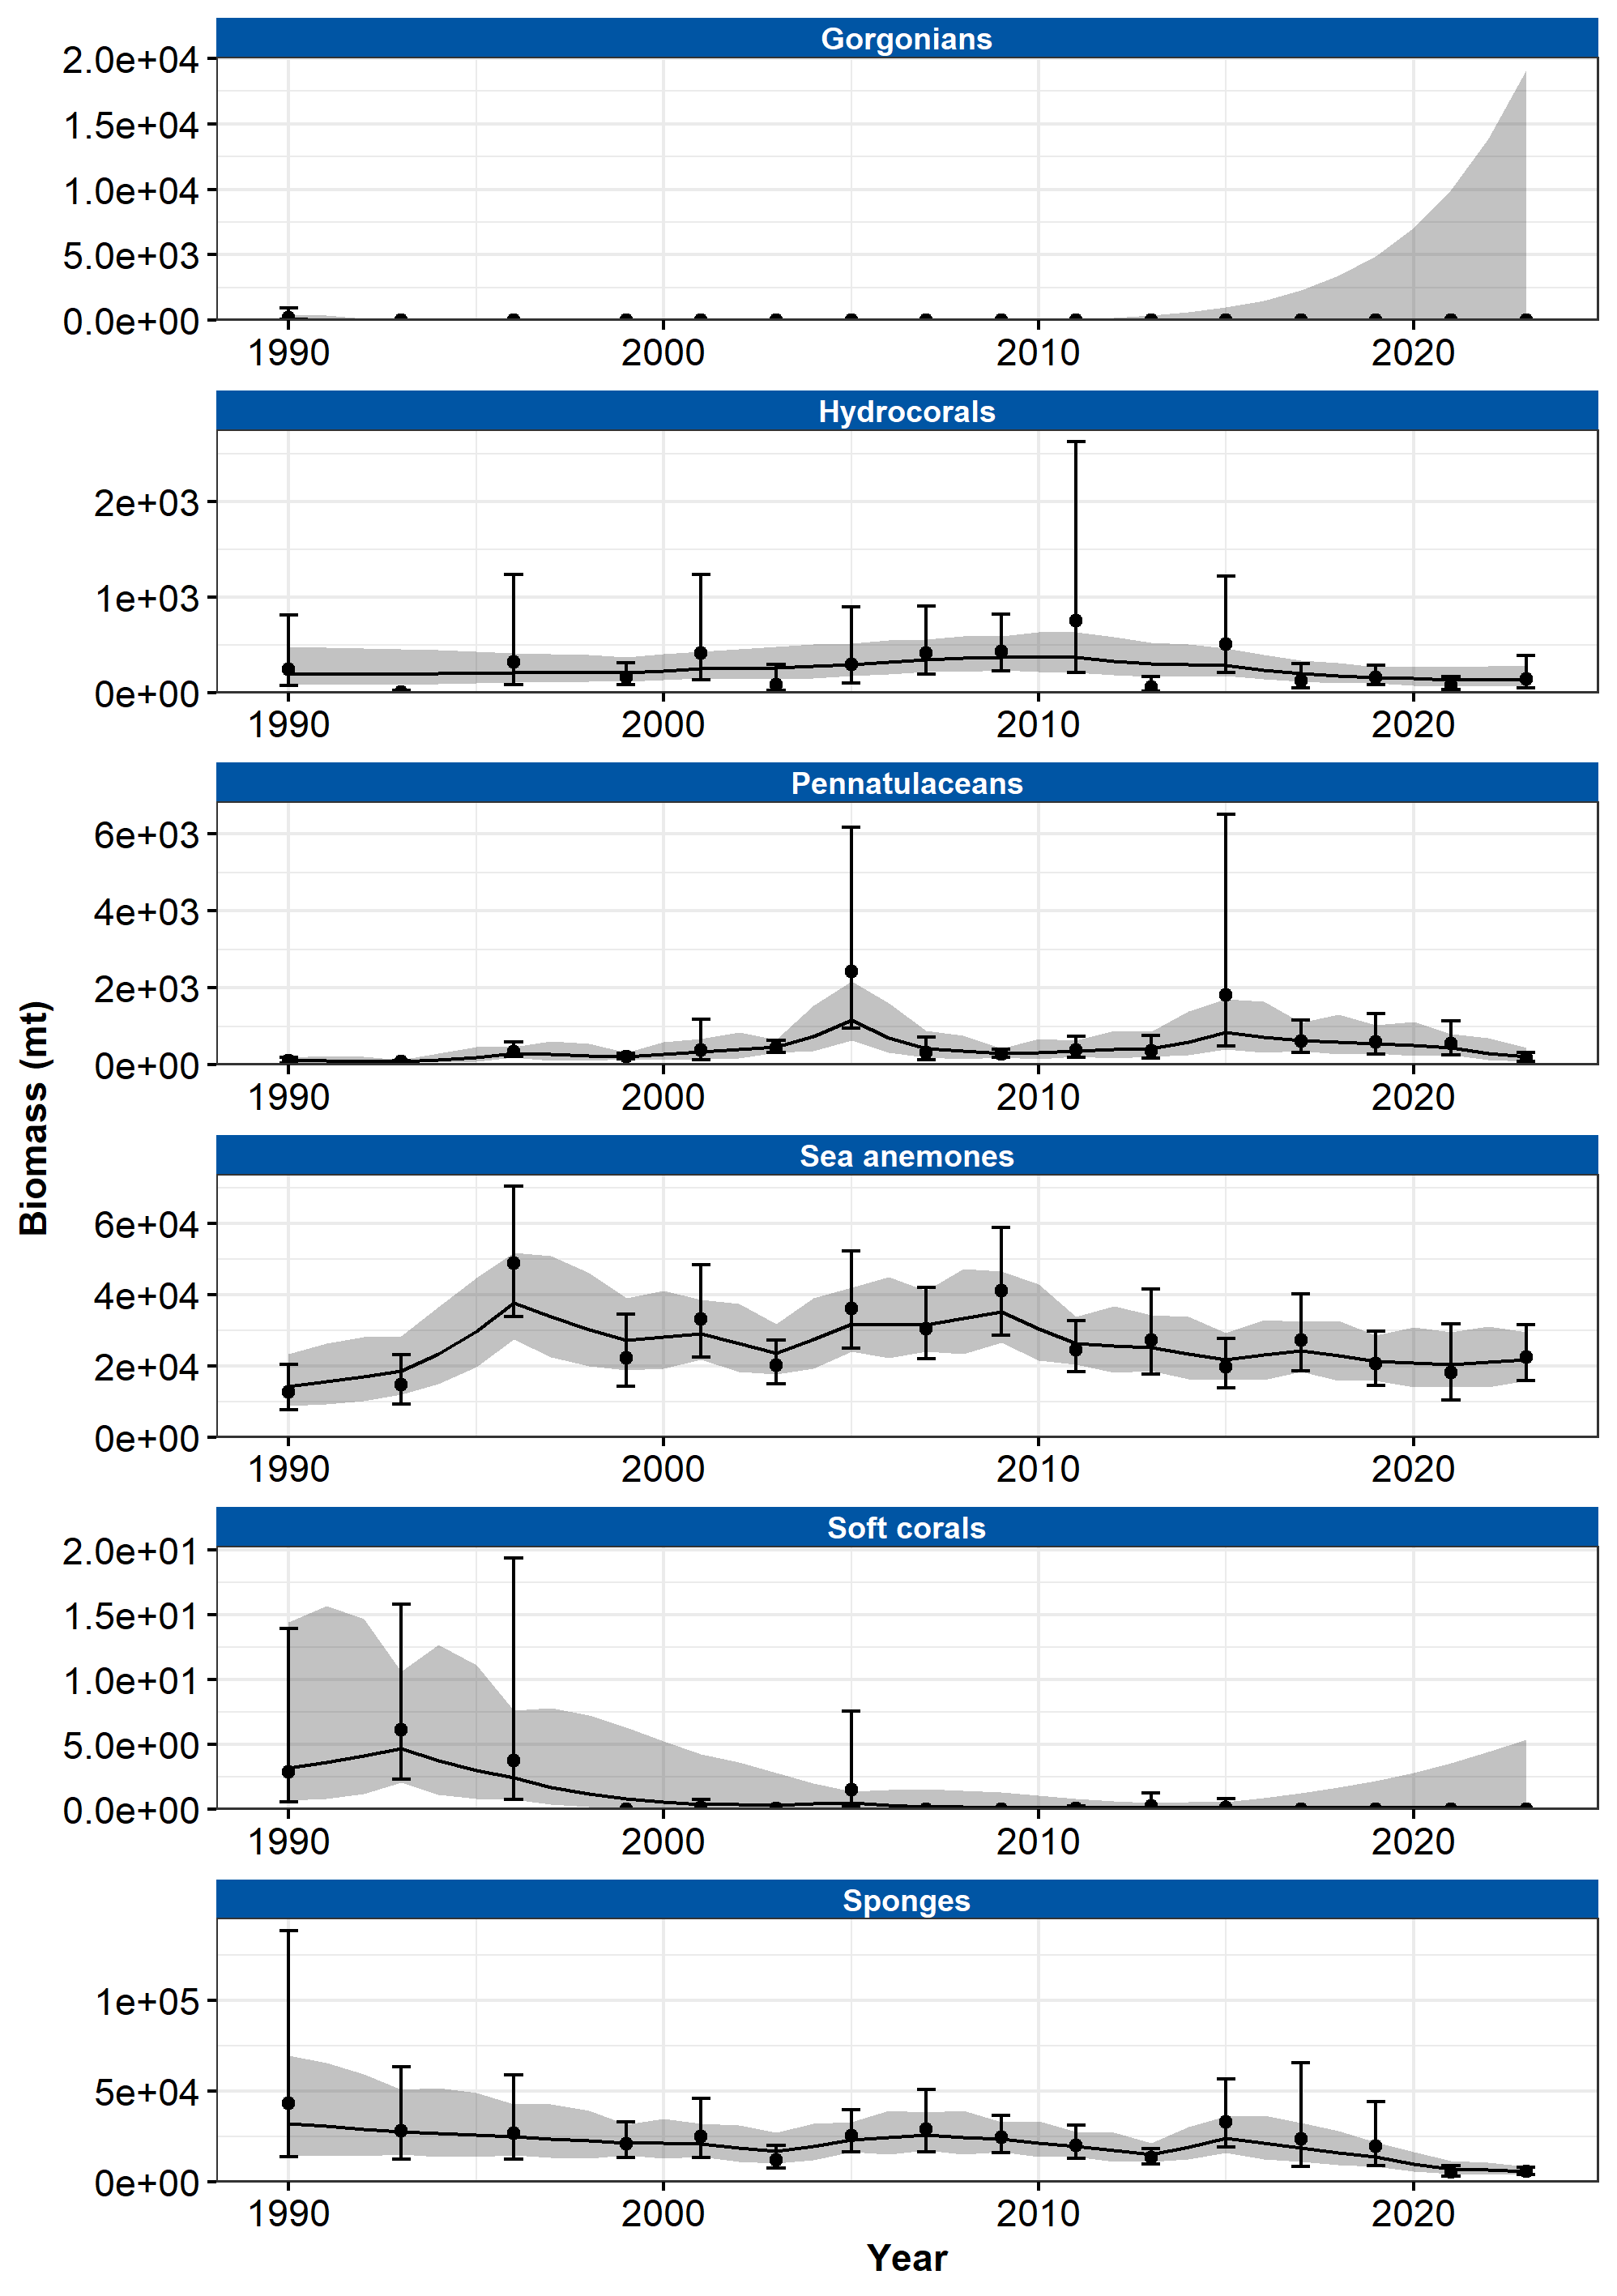 Gorgonians
2.0e+04
1.5e+04
1.0e+04
5.0e+03
0.0e+00
1990 2000 2010 2020
Hydrocorals
2e+03
1e+03
0e+00
1990 2000 2010 2020
Pennatulaceans
6e+03
4e+03
2e+03
0e+00
1990 2000 2010 2020
Biomass (mt)
Sea anemones
6e+04
4e+04
2e+04
0e+00
1990 2000 2010 2020
Soft corals
2.0e+01
1.5e+01
1.0e+01
5.0e+00
0.0e+00
1990 2000 2010 2020
Sponges
1e+05
5e+04
0e+00
1990 2000 2010 2020
Year